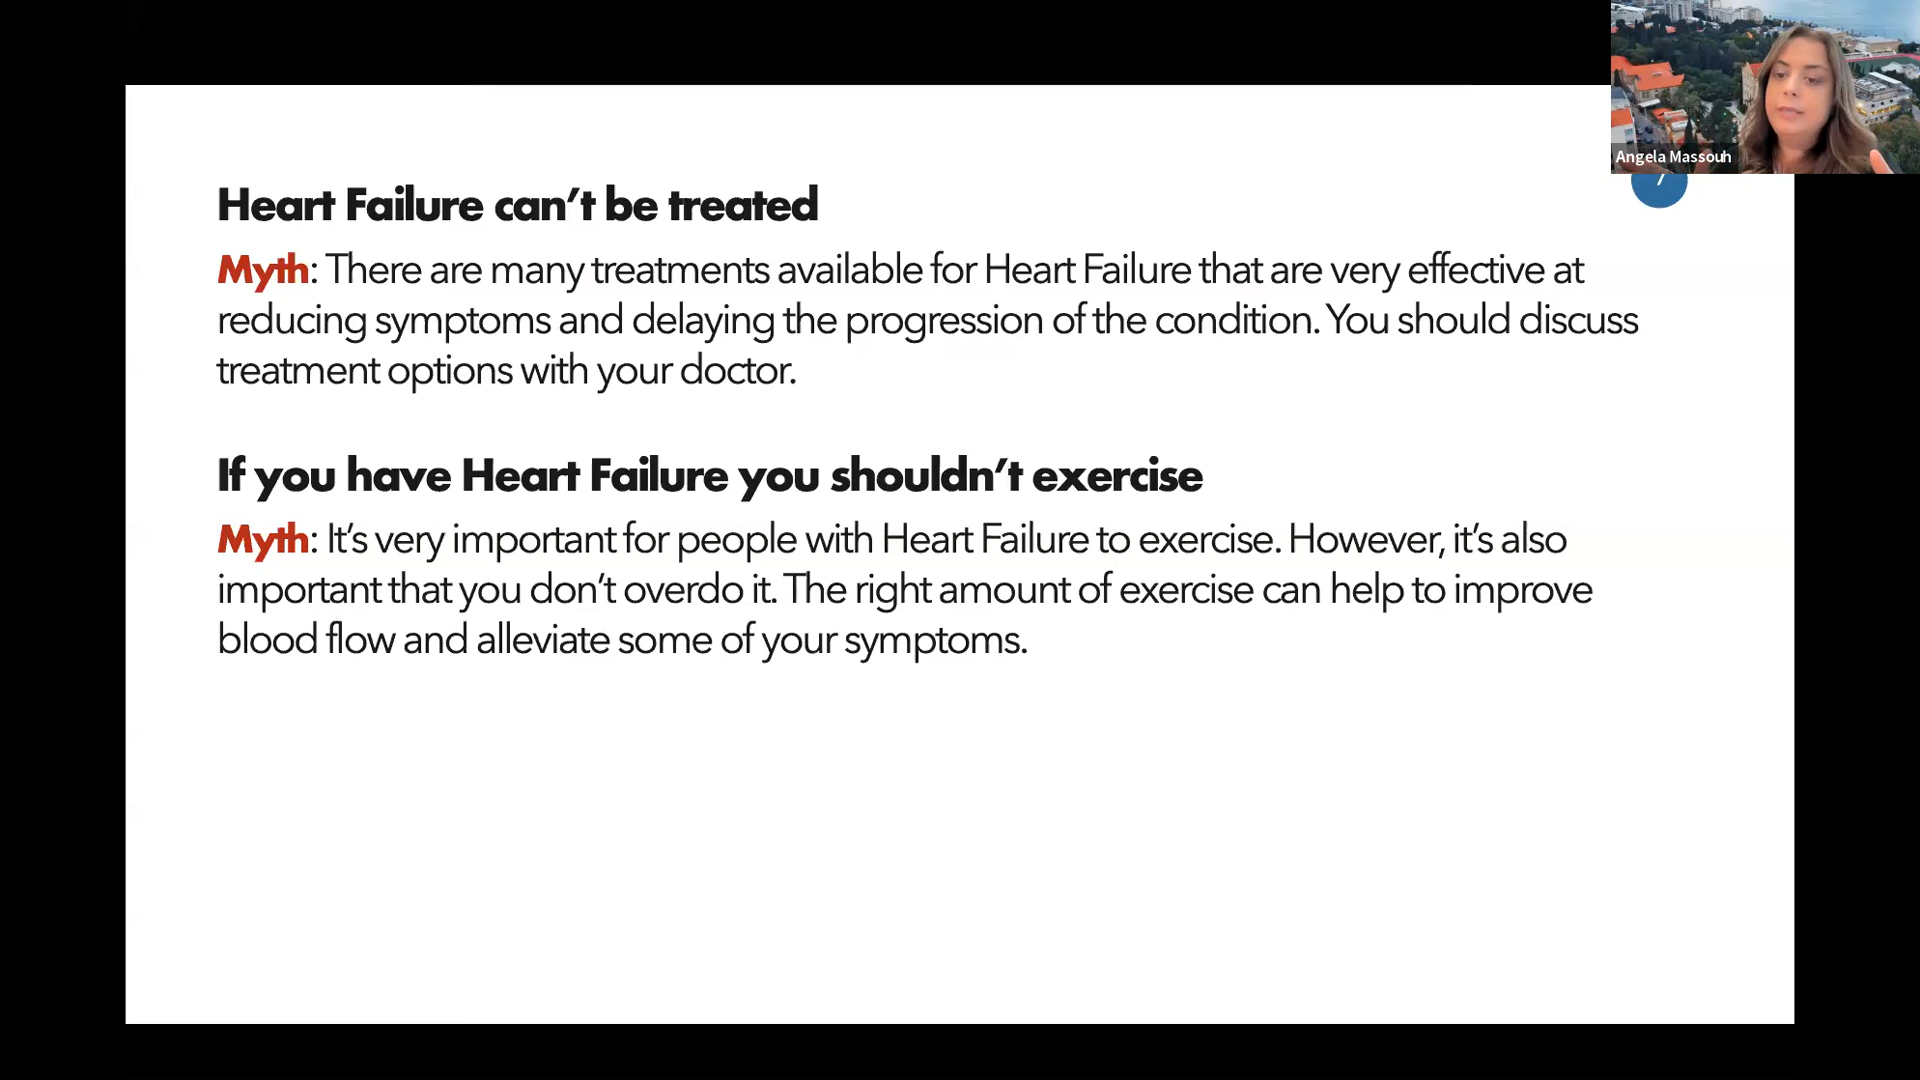 Angela Massouh
7
Heart Failure can’t be treated
Myth: There are many treatments available for Heart Failure that are very effective at
reducing symptoms and delaying the progression of the condition. You should discuss
treatment options with your doctor.
If you have Heart Failure you shouldn’t exercise
Myth: It’s very important for people with Heart Failure to exercise. However, it’s also
important that you don’t overdo it. The right amount of exercise can help to improve
blood flow and alleviate some of your symptoms.